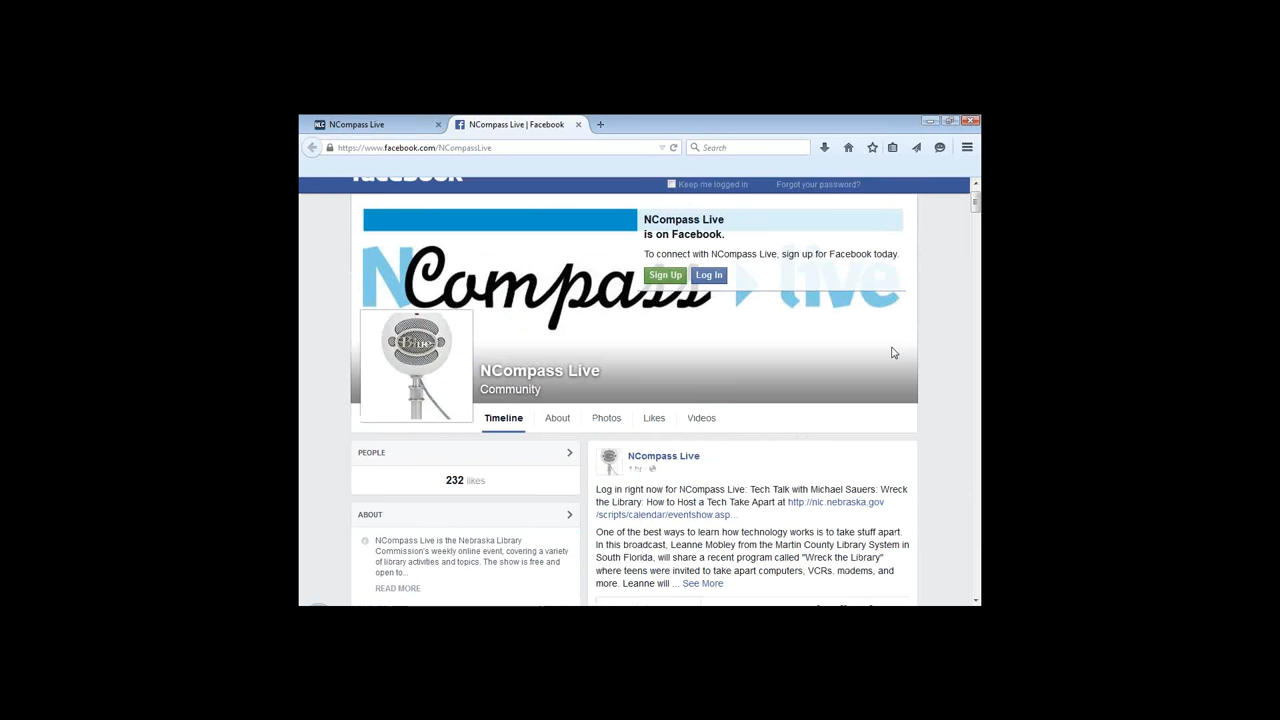 NLC NCompass Live
NCompass Live | Facebook
https://www.facebook.com/NCompassLive
Search
facebook
Keep me logged in Forgot your password?
NCompass live
NCompass Live
is on Facebook.
To connect with NCompass Live, sign up for Facebook today.
Sign Up Log In
Blue
NCompass Live
Community
Timeline About Photos Likes Videos
PEOPLE
232 likes
ABOUT
NCompass Live is the Nebraska Library
Commission's weekly online event, covering a variety
of library activities and topics. The show is free and
open to...
READ MORE
NCompass Live
1 hr ·
Log in right now for NCompass Live: Tech Talk with Michael Sauers: Wreck
the Library: How to Host a Tech Take Apart at http://nlc.nebraska.gov
/scripts/calendar/eventshow.asp...
One of the best ways to learn how technology works is to take stuff apart.
In this broadcast, Leanne Mobley from the Martin County Library System in
South Florida, will share a recent program called "Wreck the Library"
where teens were invited to take apart computers, VCRs, modems, and
more. Leanne will ... See More